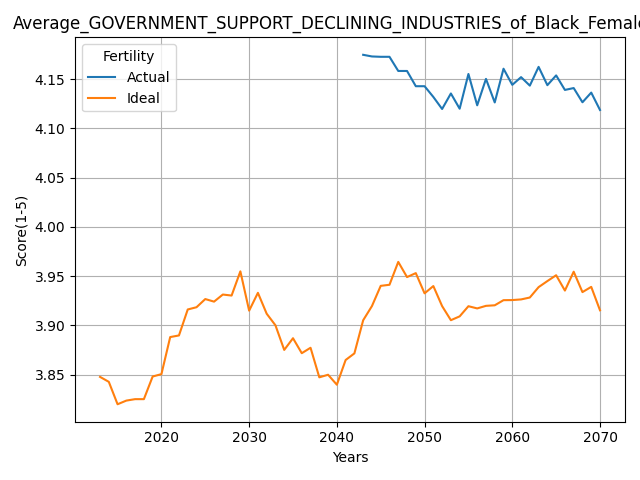 Average_GOVERNMENT_SUPPORT_DECLINING_INDUSTRIES_of_Black_Female
Fertility
Actual
Ideal
4.15
4.10
4.05
4.00
3.95
3.90
3.85
Score(1-5)
2020 2030 2040 2050 2060 2070
Years